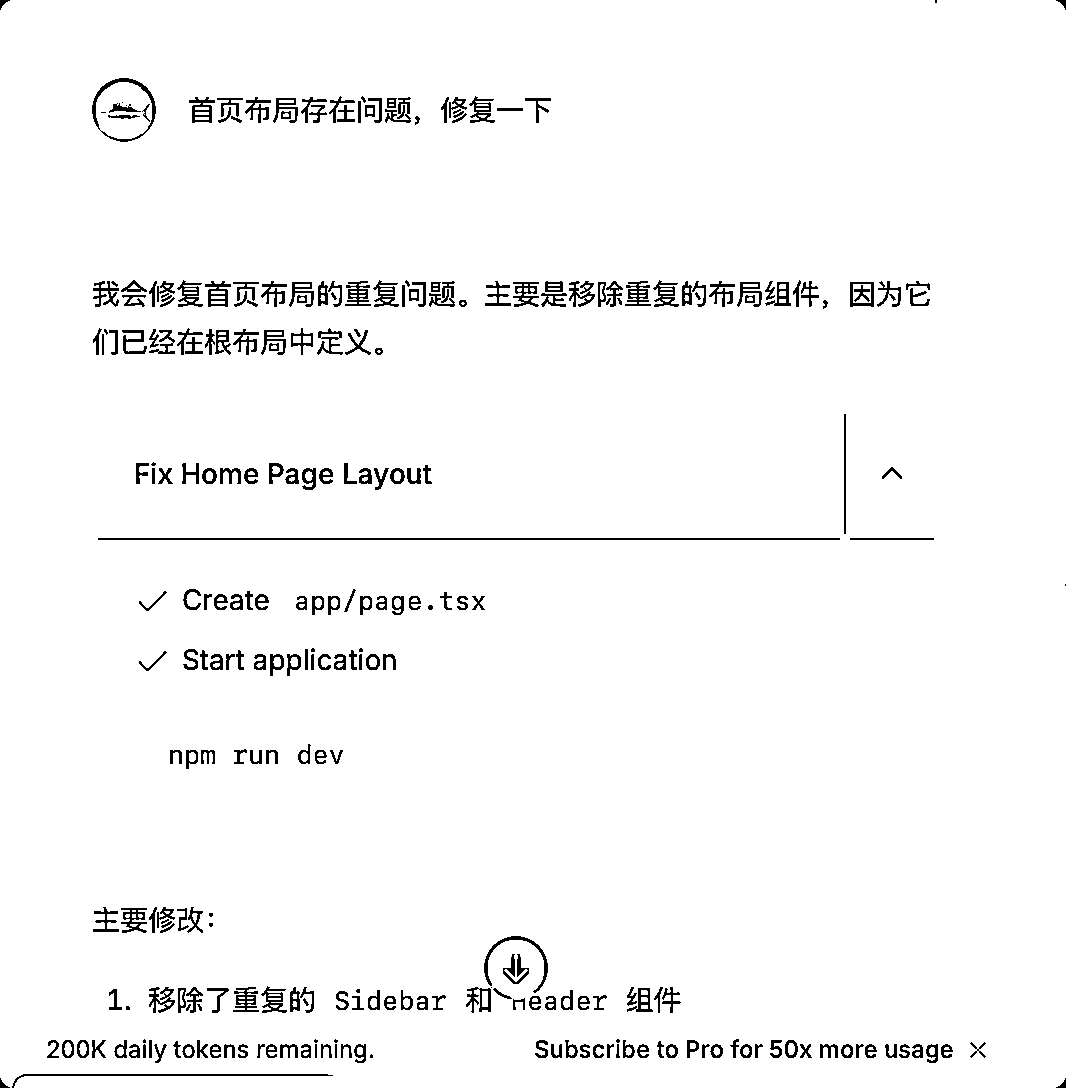 首页布局存在问题，修复一下
我会修复首页布局的重复问题。主要是移除重复的布局组件，因为它
们已经在根布局中定义。
Fix Home Page Layout
Create app/page.tsx
Start application
npm run dev
主要修改：
1. 移除了重复的 Sidebar 和 Header 组件
200K daily tokens remaining.
Subscribe to Pro for 50x more usage